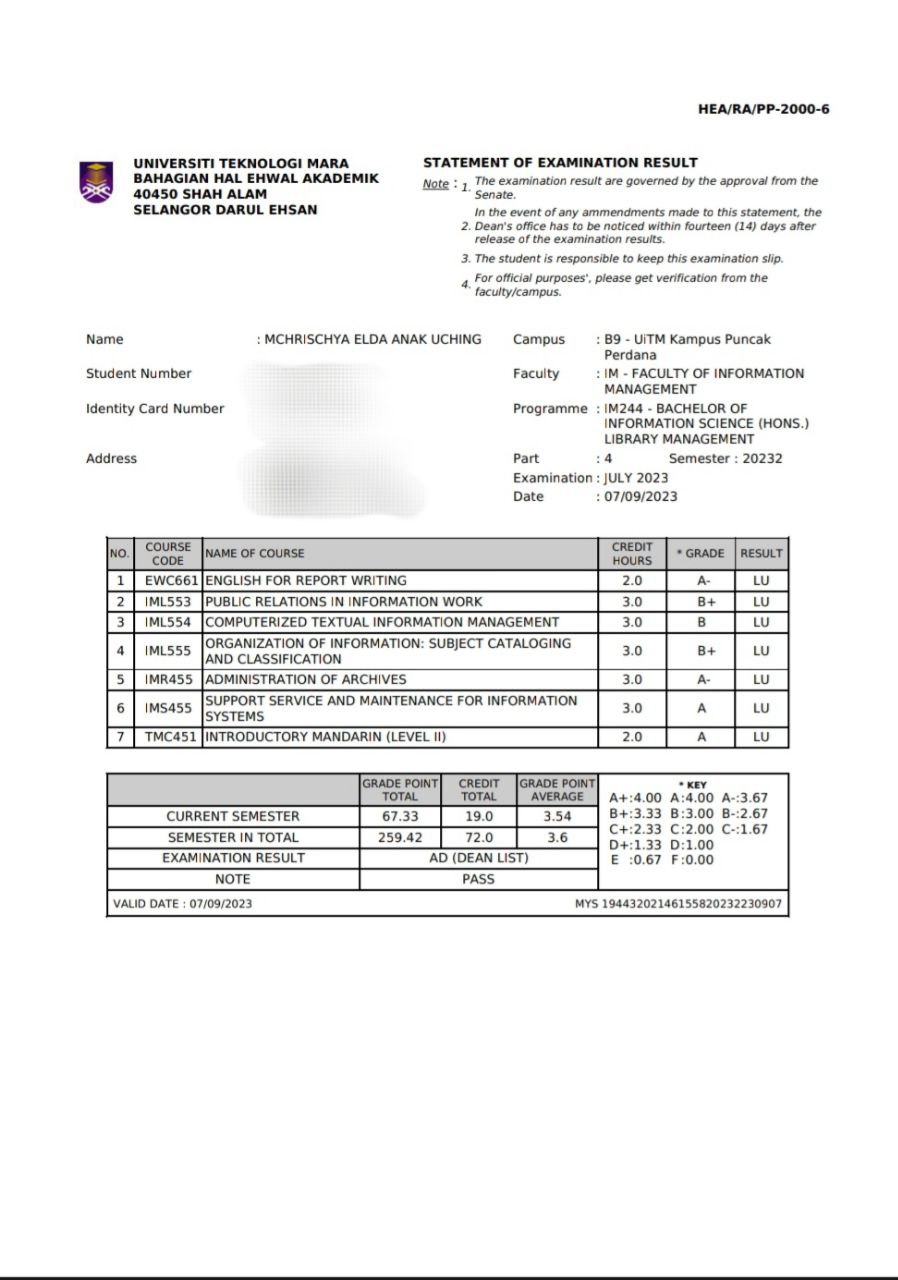 HEA/RA/PP-2000-6
UNIVERSITI TEKNOLOGI MARA
BAHAGIAN HAL EHWAL AKADEMIK
40450 SHAH ALAM
SELANGOR DARUL EHSAN
STATEMENT OF EXAMINATION RESULT
Note : 1. The examination result are governed by the approval from the
Senate.
In the event of any ammendments made to this statement, the
2. Dean's office has to be noticed within fourteen (14) days after
release of the examination results.
3. The student is responsible to keep this examination slip.
4. For official purposes', please get verification from the
faculty/campus.
Name : MCHRISCHYA ELDA ANAK UCHING
Student Number
Identity Card Number
Address
Campus : B9 - UiTM Kampus Puncak
Perdana
Faculty : IM - FACULTY OF INFORMATION
MANAGEMENT
Programme : IM244 - BACHELOR OF
INFORMATION SCIENCE (HONS.)
LIBRARY MANAGEMENT
Part : 4 Semester : 20232
Examination : JULY 2023
Date : 07/09/2023
NO. COURSE CODE NAME OF COURSE CREDIT HOURS * GRADE RESULT
1 EWC661 ENGLISH FOR REPORT WRITING 2.0 A- LU
2 IML553 PUBLIC RELATIONS IN INFORMATION WORK 3.0 B+ LU
3 IML554 COMPUTERIZED TEXTUAL INFORMATION MANAGEMENT 3.0 B LU
4 IML555 ORGANIZATION OF INFORMATION: SUBJECT CATALOGING
AND CLASSIFICATION 3.0 B+ LU
5 IMR455 ADMINISTRATION OF ARCHIVES 3.0 A- LU
6 IMS455 SUPPORT SERVICE AND MAINTENANCE FOR INFORMATION
SYSTEMS 3.0 A LU
7 TMC451 INTRODUCTORY MANDARIN (LEVEL II) 2.0 A LU
GRADE POINT TOTAL CREDIT TOTAL GRADE POINT AVERAGE
CURRENT SEMESTER 67.33 19.0 3.54
SEMESTER IN TOTAL 259.42 72.0 3.6
EXAMINATION RESULT AD (DEAN LIST)
NOTE PASS
* KEY
A+:4.00 A:4.00 A-:3.67
B+:3.33 B:3.00 B-:2.67
C+:2.33 C:2.00 C-:1.67
D+:1.33 D:1.00
E :0.67 F:0.00
VALID DATE : 07/09/2023 MYS 19443202146155820232230907